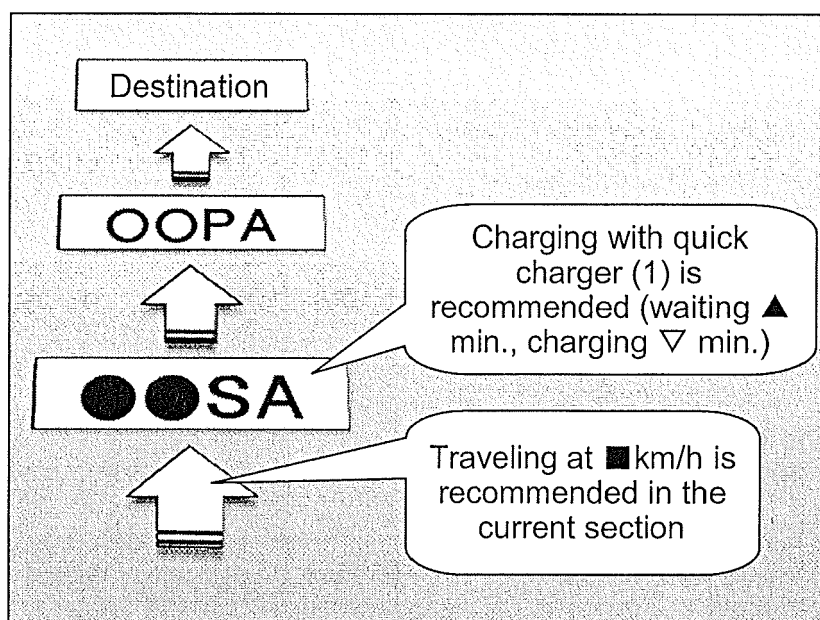 Destination
○○PA
Charging with quick
charger (1) is
recommended (waiting ▲
min., charging ▽ min.)
●●SA
Traveling at ■km/h is
recommended in the
current section